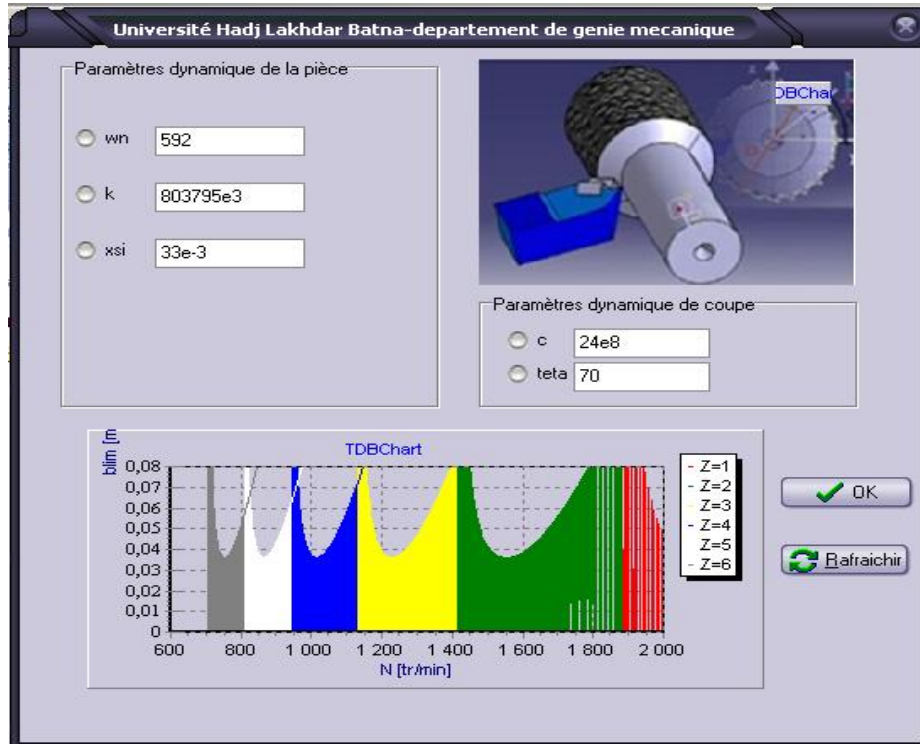 Université Hadj Lakhdar Batna-departement de genie mecanique
Paramètres dynamique de la pièce
wn 592
k 803795e3
xsi 33e-3
DBChar
Paramètres dynamique de coupe
c 24e8
teta 70
TDBChart
blim [m
0,08
0,07
0,06
0,05
0,04
0,03
0,02
0,01
0
600 800 1 000 1 200 1 400 1 600 1 800 2 000
N [tr/min]
Z=1
Z=2
Z=3
Z=4
Z=5
Z=6
OK
Rafraichir